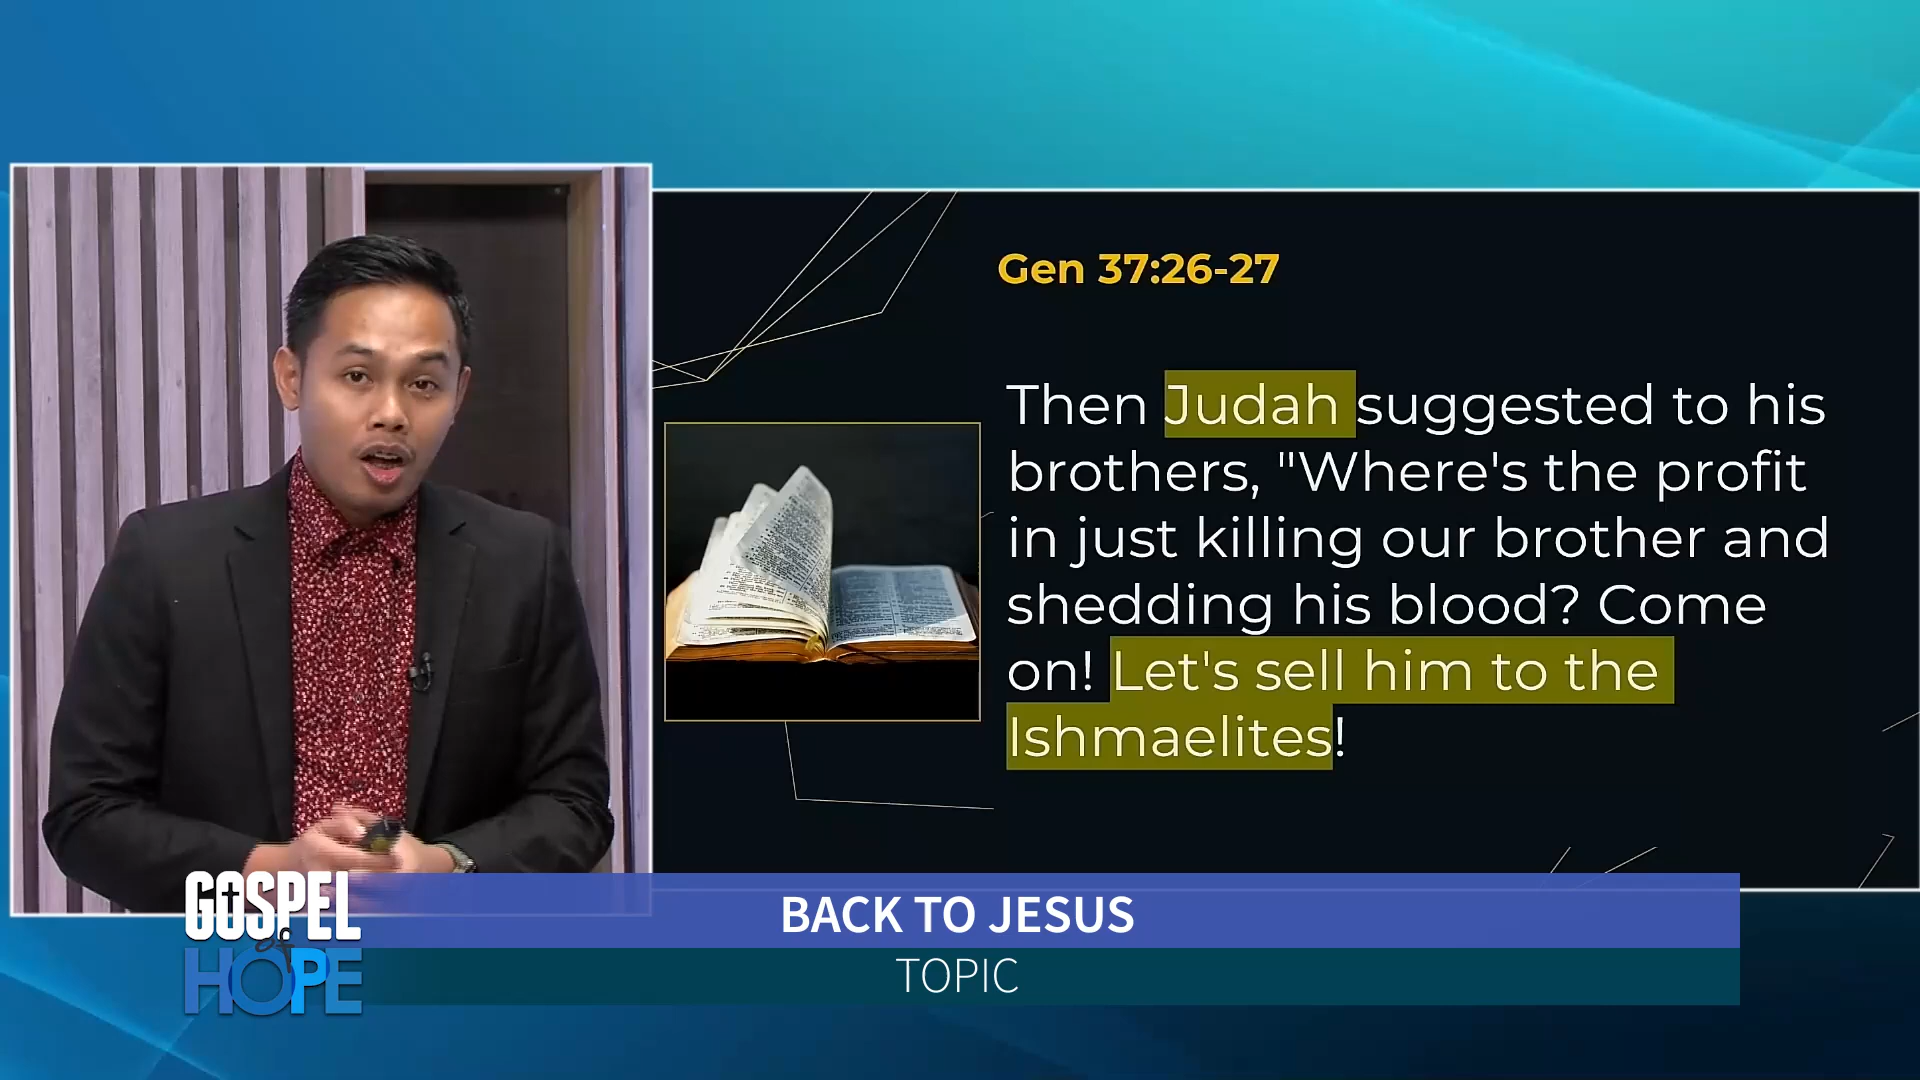 Gen 37:26-27
Then Judah suggested to his
brothers, "Where's the profit
in just killing our brother and
shedding his blood? Come
on! Let's sell him to the
Ishmaelites!
GOSPEL
of
HOPE
BACK TO JESUS
TOPIC